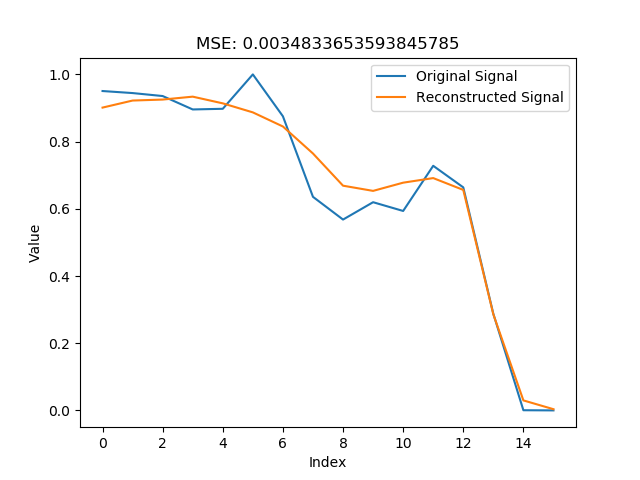 MSE: 0.0034833653593845785
Original Signal
Reconstructed Signal
1.0
0.8
0.6
0.4
0.2
0.0
Value
0 2 4 6 8 10 12 14
Index